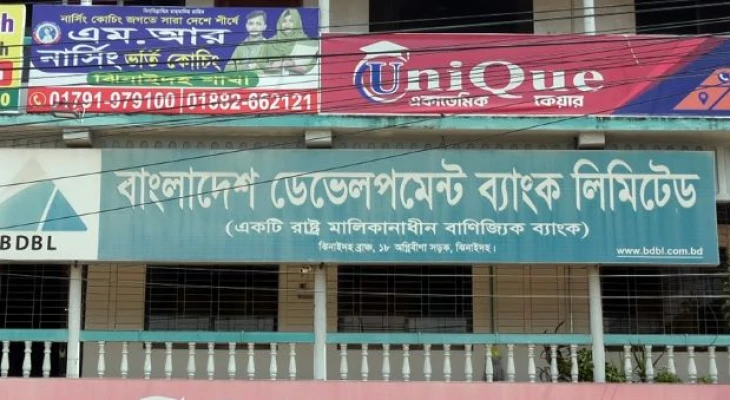 নার্সিং কোচিং জগতে সারা দেশে শীর্ষে
এম.আর
নার্সিং ভর্তি কোচিং
ঝিনাইদহ শাখা
01791-979100 | 01882-662121
UniQue
একাডেমিক কেয়ার
BDBL
বাংলাদেশ ডেভেলপমেন্ট ব্যাংক লিমিটেড
(একটি রাষ্ট্র মালিকানাধীন বাণিজ্যিক ব্যাংক)
ঝিনাইদহ ব্রাঞ্চ, ১৮ অগ্নিবীণা সড়ক, ঝিনাইদহ।
www.bdbl.com.bd